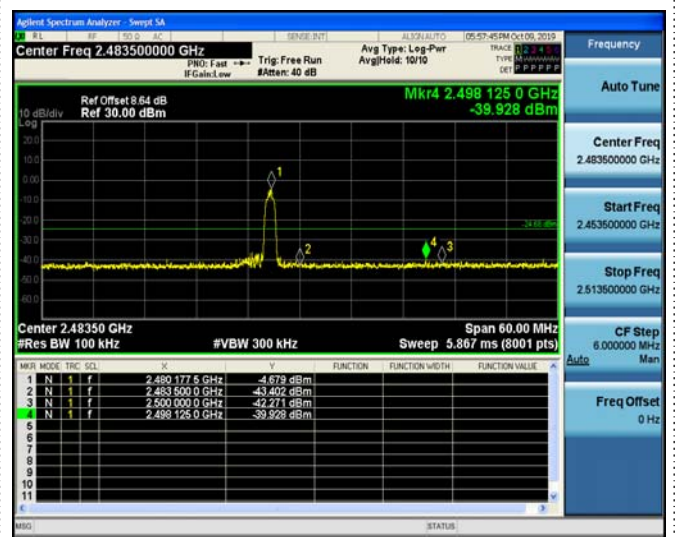 Agilent Spectrum Analyzer - Swept SA
RL RF 50 Ω AC SENSE:INT ALIGN AUTO 05:57:45 PM Oct 09, 2019
Center Freq 2.483500000 GHz
PNO: Fast Trig: Free Run
IFGain:Low #Atten: 40 dB
Avg Type: Log-Pwr
Avg|Hold: 10/10
TRACE 1 2 3 4 5 6
TYPE
DET P P P P P P
Frequency
Auto Tune
Center Freq
2.483500000 GHz
Start Freq
2.453500000 GHz
Stop Freq
2.513500000 GHz
CF Step
6.000000 MHz
Auto Man
Freq Offset
0 Hz
Mkr4 2.498 125 0 GHz
-39.928 dBm
Ref Offset 8.64 dB
10 dB/div Ref 30.00 dBm
Log
20.0
10.0
0.00
-10.0
-20.0
-30.0
-40.0
-50.0
-60.0
1
2
3
4
Center 2.48350 GHz Span 60.00 MHz
#Res BW 100 kHz #VBW 300 kHz Sweep 5.867 ms (8001 pts)
MKR MODE TRC SCL X Y FUNCTION FUNCTION WIDTH FUNCTION VALUE
1 N 1 f 2.480 177 5 GHz -4.679 dBm
2 N 1 f 2.483 500 0 GHz -43.402 dBm
3 N 1 f 2.500 000 0 GHz -42.271 dBm
4 N 1 f 2.498 125 0 GHz -39.928 dBm
5
6
7
8
9
10
11
MSG STATUS